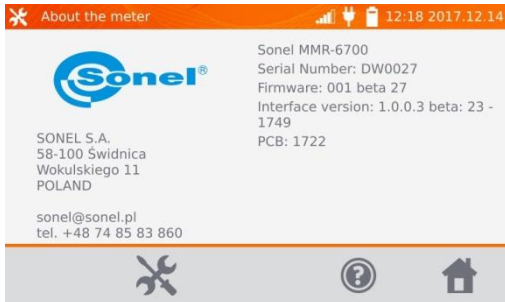 About the meter
12:18 2017.12.14
Sonel®
SONEL S.A.
58-100 Świdnica
Wokulskiego 11
POLAND
sonel@sonel.pl
tel. +48 74 85 83 860
Sonel MMR-6700
Serial Number: DW0027
Firmware: 001 beta 27
Interface version: 1.0.0.3 beta: 23 -
1749
PCB: 1722